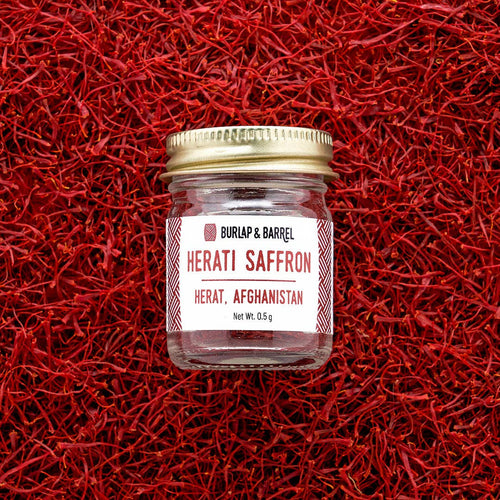 BURLAP & BARREL
HERATI SAFFRON
HERAT, AFGHANISTAN
Net Wt. 0.5 g